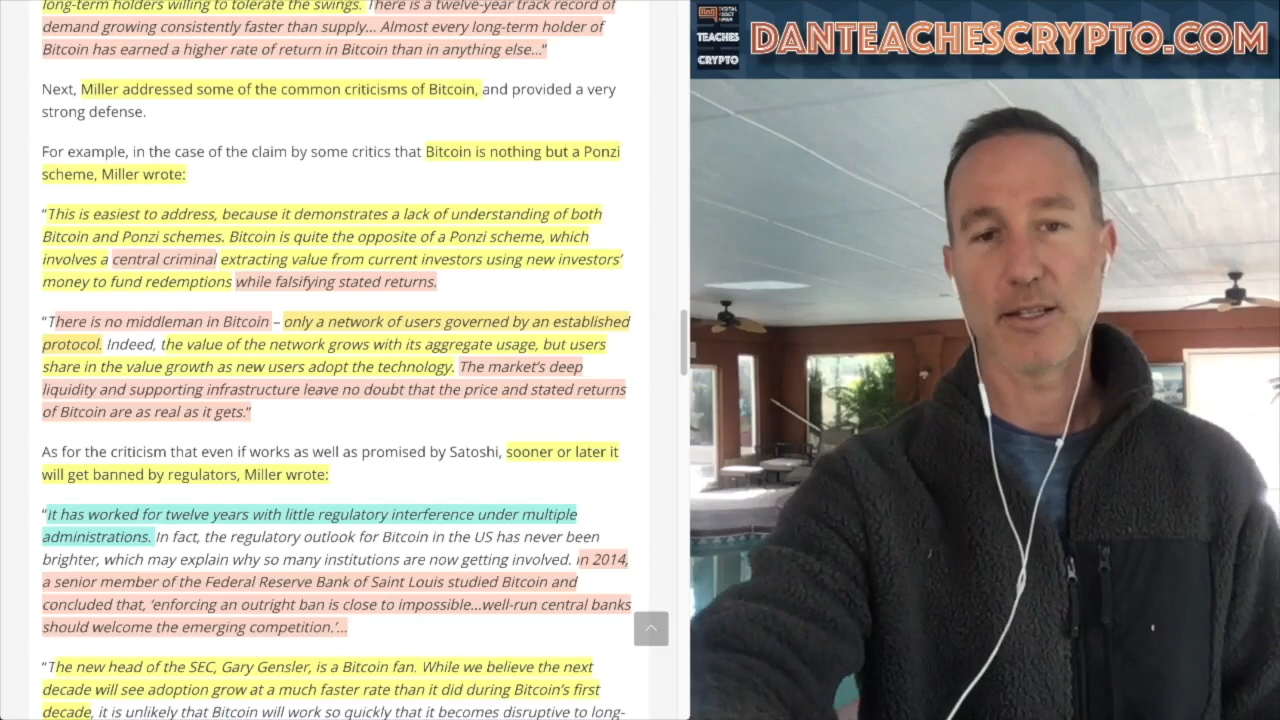 long-term holders willing to tolerate the swings. There is a twelve-year track record of
demand growing consistently faster than supply... Almost every long-term holder of
Bitcoin has earned a higher rate of return in Bitcoin than in anything else..."
Next, Miller addressed some of the common criticisms of Bitcoin, and provided a very
strong defense.
For example, in the case of the claim by some critics that Bitcoin is nothing but a Ponzi
scheme, Miller wrote:
"This is easiest to address, because it demonstrates a lack of understanding of both
Bitcoin and Ponzi schemes. Bitcoin is quite the opposite of a Ponzi scheme, which
involves a central criminal extracting value from current investors using new investors'
money to fund redemptions while falsifying stated returns.
"There is no middleman in Bitcoin – only a network of users governed by an established
protocol. Indeed, the value of the network grows with its aggregate usage, but users
share in the value growth as new users adopt the technology. The market's deep
liquidity and supporting infrastructure leave no doubt that the price and stated returns
of Bitcoin are as real as it gets."
As for the criticism that even if works as well as promised by Satoshi, sooner or later it
will get banned by regulators, Miller wrote:
"It has worked for twelve years with little regulatory interference under multiple
administrations. In fact, the regulatory outlook for Bitcoin in the US has never been
brighter, which may explain why so many institutions are now getting involved. In 2014,
a senior member of the Federal Reserve Bank of Saint Louis studied Bitcoin and
concluded that, 'enforcing an outright ban is close to impossible...well-run central banks
should welcome the emerging competition.'...
"The new head of the SEC, Gary Gensler, is a Bitcoin fan. While we believe the next
decade will see adoption grow at a much faster rate than it did during Bitcoin's first
decade, it is unlikely that Bitcoin will work so quickly that it becomes disruptive to long-
DIGITAL
ASSET
NEWS
TEACHES
CRYPTO
DANTEACHESCRYPTO.COM